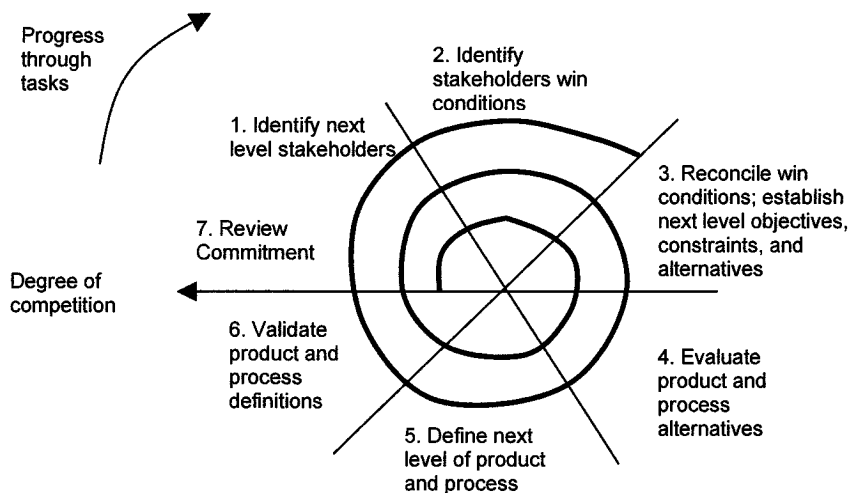 Progress
through
tasks
2. Identify
stakeholders win
conditions
1. Identify next
level stakeholders
3. Reconcile win
conditions; establish
next level objectives,
constraints, and
alternatives
7. Review
Commitment
Degree of
competition
6. Validate
product and
process
definitions
4. Evaluate
product and
process
alternatives
5. Define next
level of product
and process